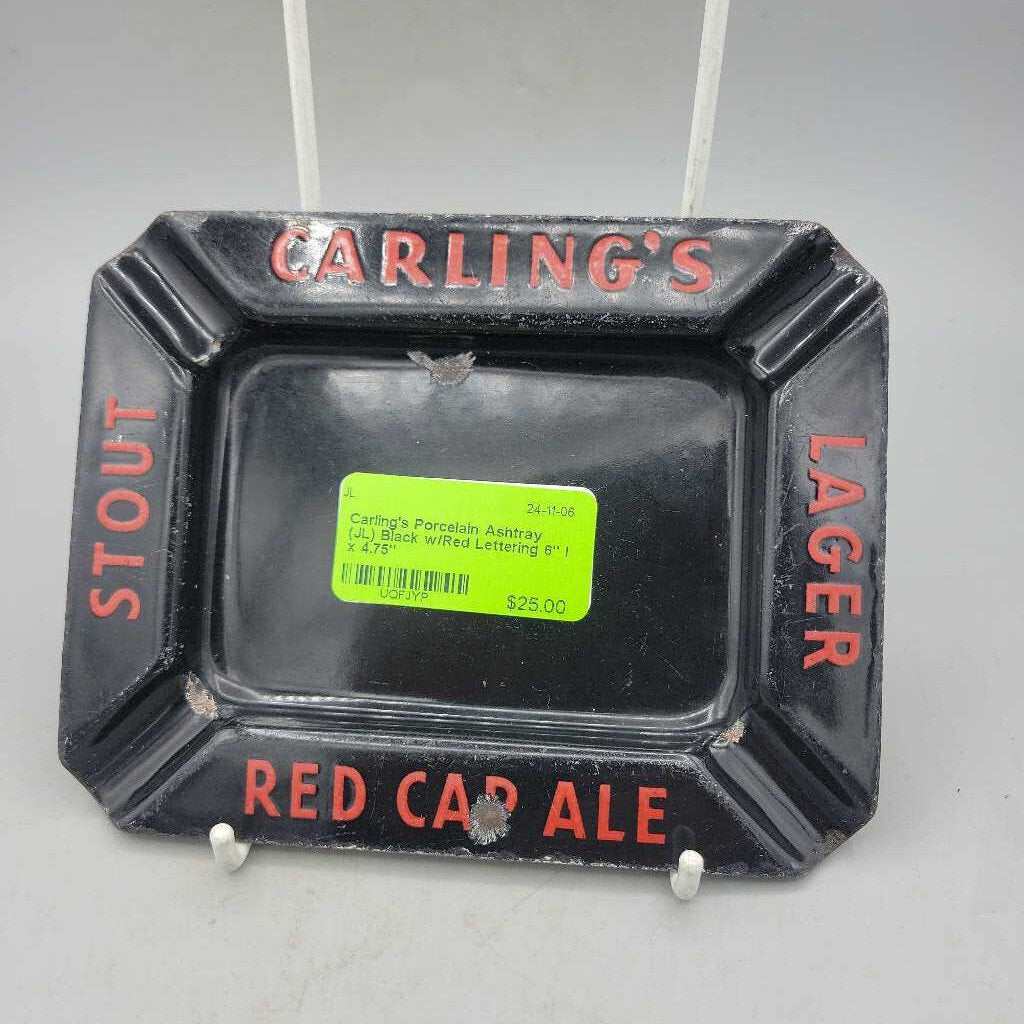 CARLING'S
STOUT
LAGER
JL
24-11-06
Carling's Porcelain Ashtray
(JL) Black w/Red Lettering 6" l
x 4.75"
UQFJYP
$25.00
RED CAP ALE